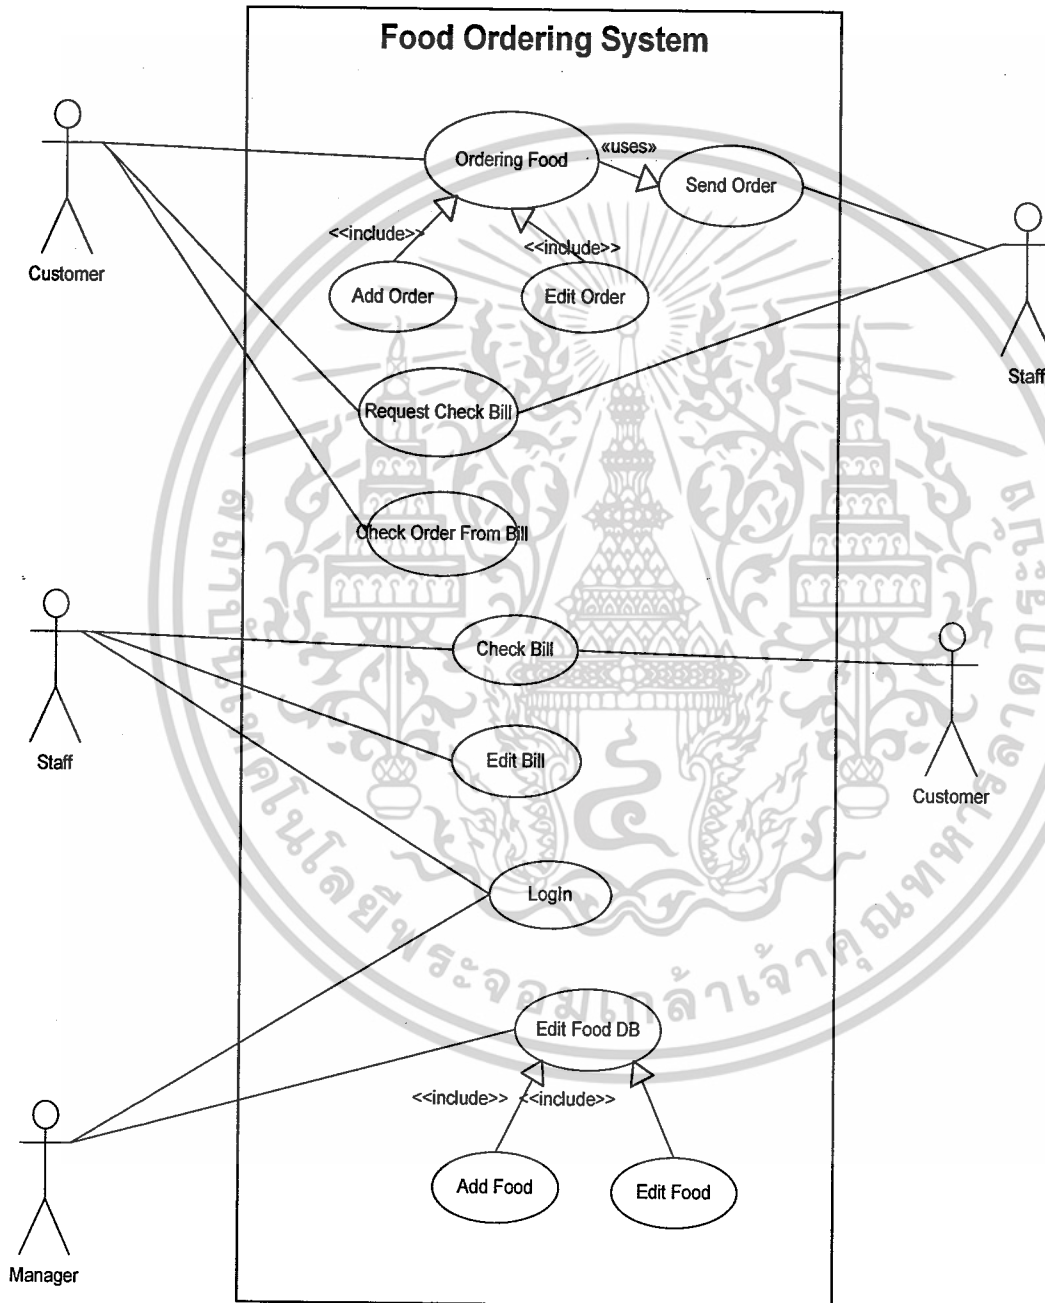 Food Ordering System
Ordering Food
«uses»
Send Order
<<include>>
<<include>>
Customer
Add Order
Edit Order
Staff
Request Check Bill
Check Order From Bill
Check Bill
Staff
Edit Bill
Customer
LogIn
Edit Food DB
<<include>>
<<include>>
Add Food
Edit Food
Manager